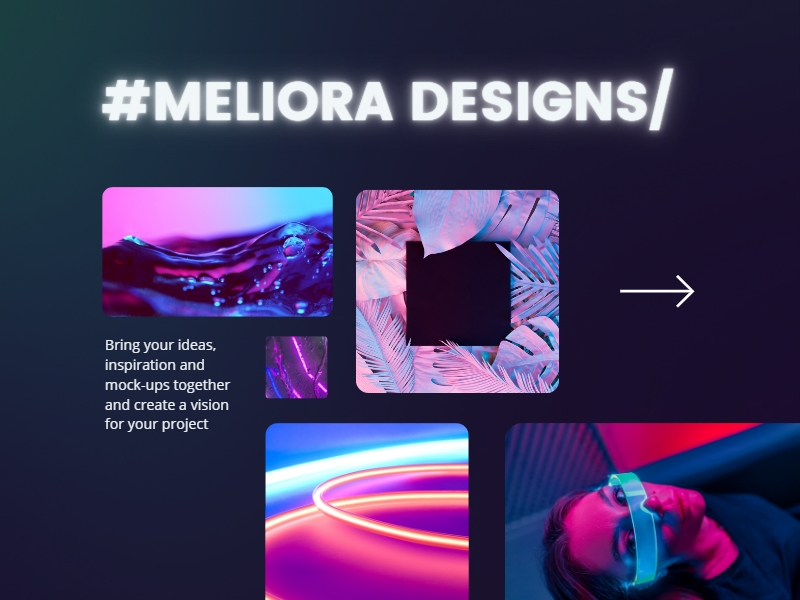 #MELIORA DESIGNS/
Bring your ideas,
inspiration and
mock-ups together
and create a vision
for your project